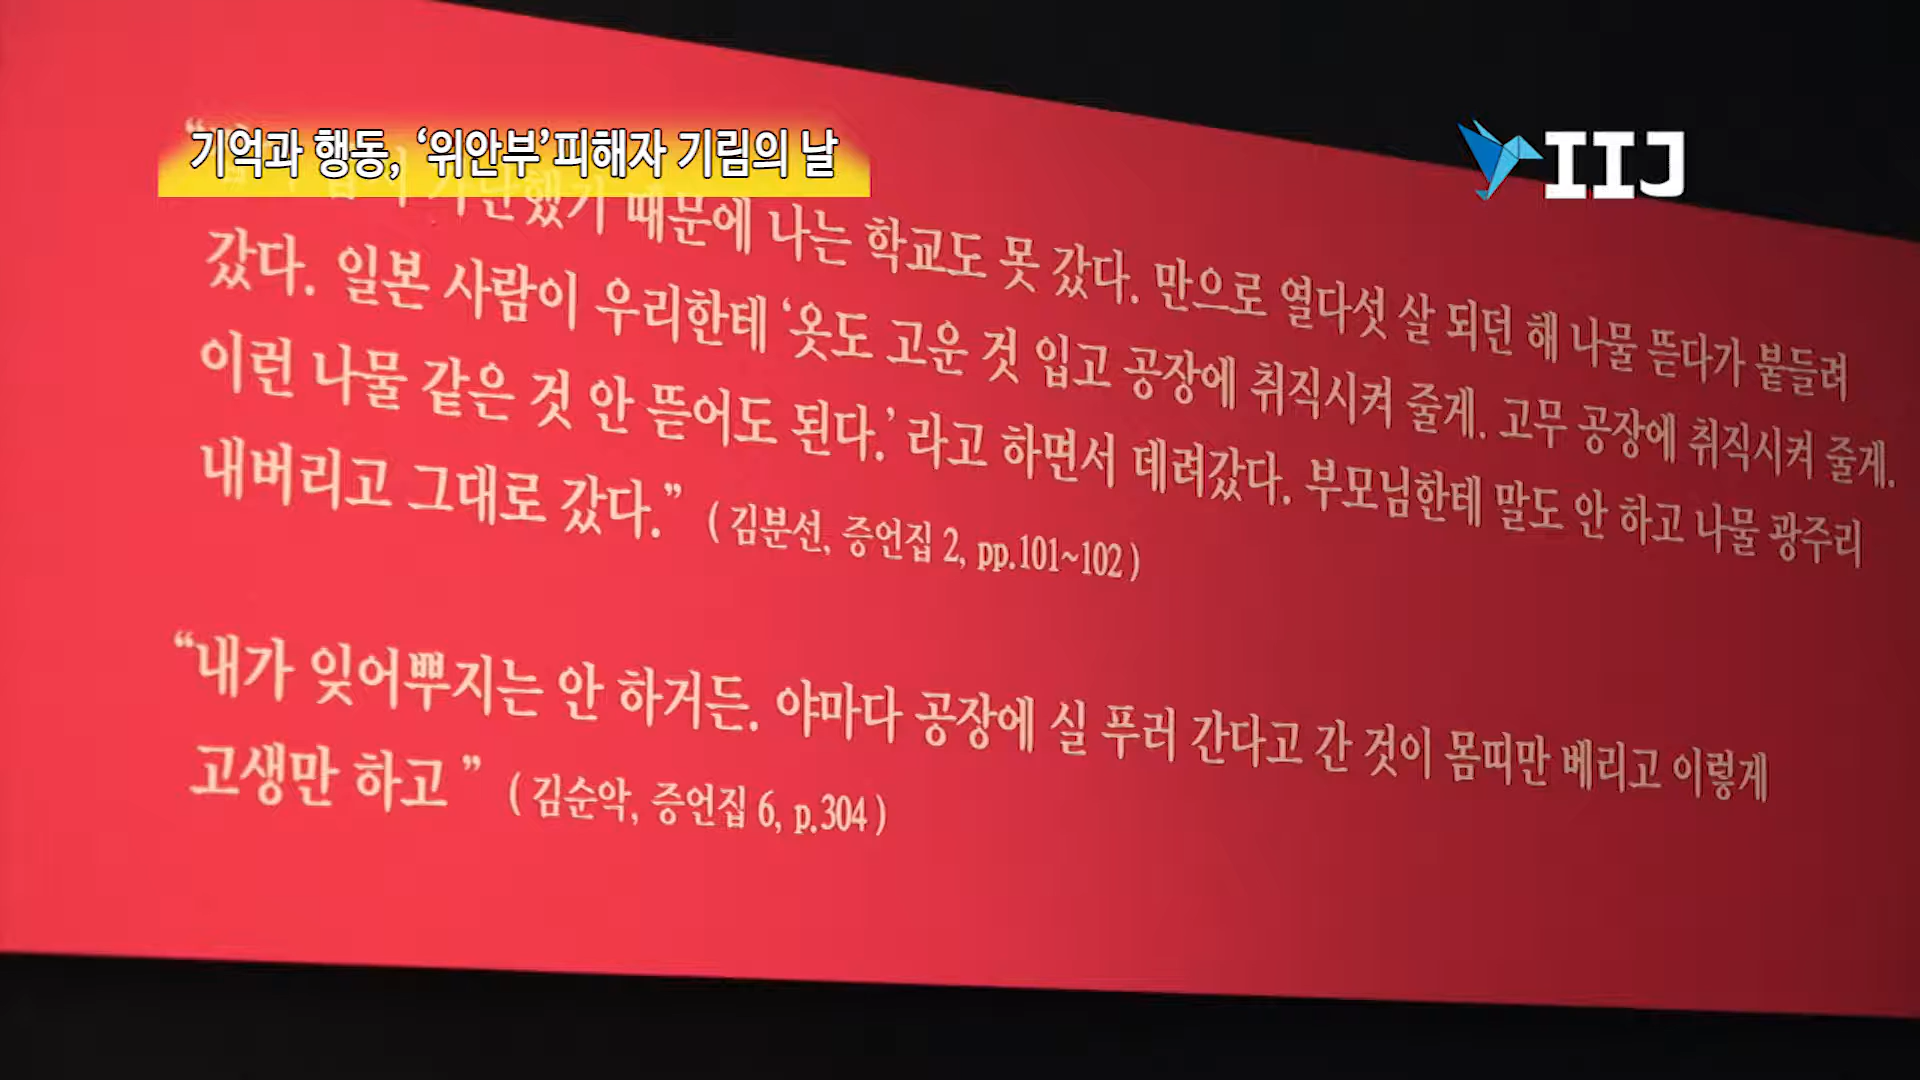 기억과 행동, ‘위안부’피해자 기림의 날
IIJ
가난했기 때문에 나는 학교도 못 갔다. 만으로 열다섯 살 되던 해 나물 뜯다가 붙들려
갔다. 일본 사람이 우리한테 ‘옷도 고운 것 입고 공장에 취직시켜 줄게. 고무 공장에 취직시켜 줄게.
이런 나물 같은 것 안 뜯어도 된다.’ 라고 하면서 데려갔다. 부모님한테 말도 안 하고 나물 광주리
내버리고 그대로 갔다.” ( 김분선, 증언집 2, pp.101~102 )
“내가 잊어뿌지는 안 하거든. 야마다 공장에 실 푸러 간다고 간 것이 몸띠만 베리고 이렇게
고생만 하고 ” ( 김순악, 증언집 6, p.304 )